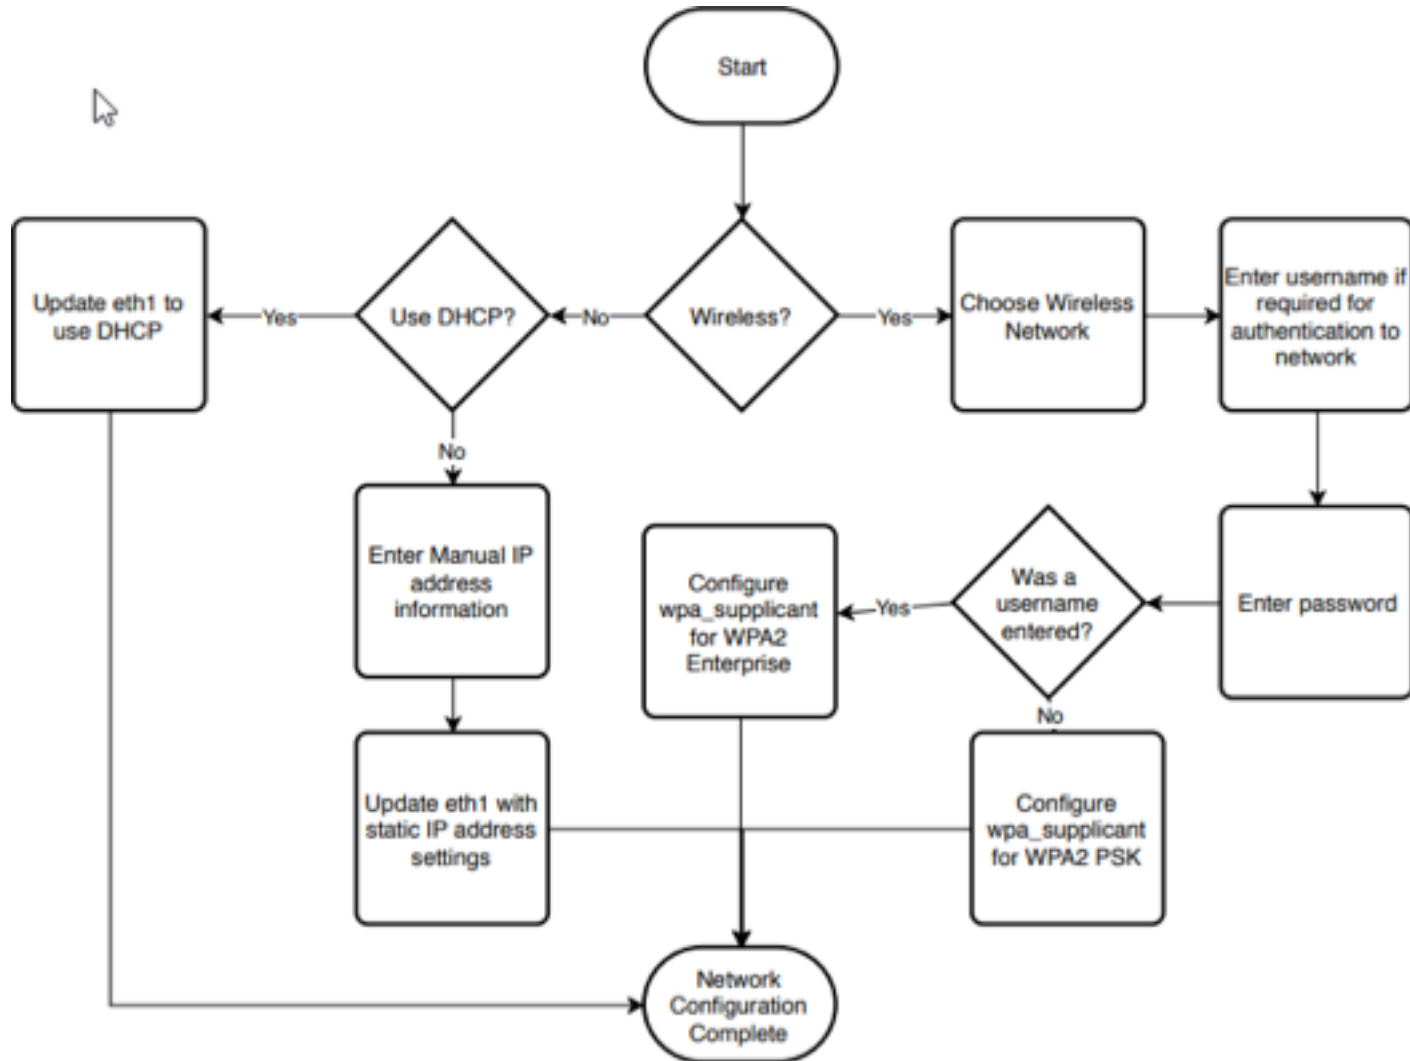 Start
Update eth1 to
use DHCP
Yes
Use DHCP?
No
Wireless?
Yes
Choose Wireless
Network
Enter username if
required for
authentication to
network
No
Enter Manual IP
address
information
Configure
wpa_supplicant
for WPA2
Enterprise
Yes
Was a
username
entered?
Enter password
No
Update eth1 with
static IP address
settings
Configure
wpa_supplicant
for WPA2 PSK
Network
Configuration
Complete